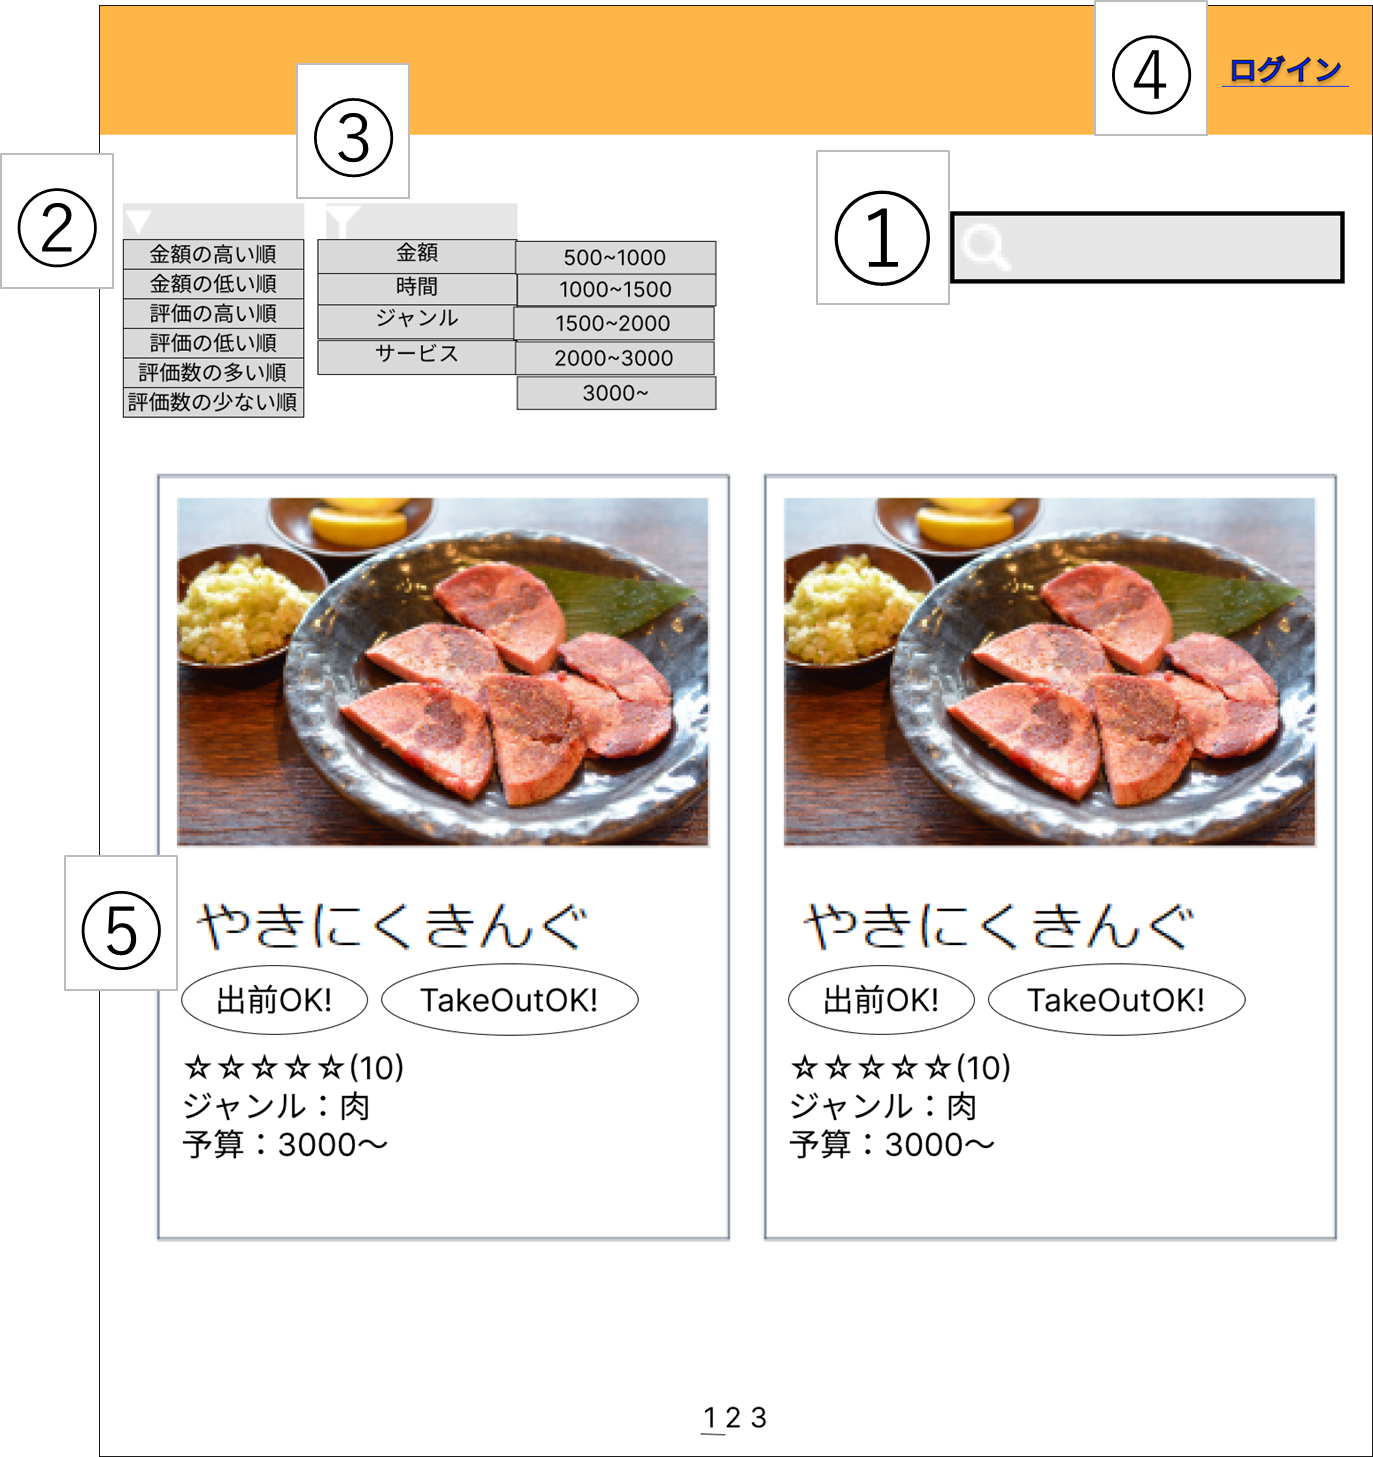 ④
ログイン
③
②
①
金額の高い順
金額の低い順
評価の高い順
評価の低い順
評価数の多い順
評価数の少ない順
金額
時間
ジャンル
サービス
500~1000
1000~1500
1500~2000
2000~3000
3000~
⑤
やきにくきんぐ
出前OK!
TakeOutOK!
☆☆☆☆☆(10)
ジャンル：肉
予算：3000～
やきにくきんぐ
出前OK!
TakeOutOK!
☆☆☆☆☆(10)
ジャンル：肉
予算：3000～
1 2 3